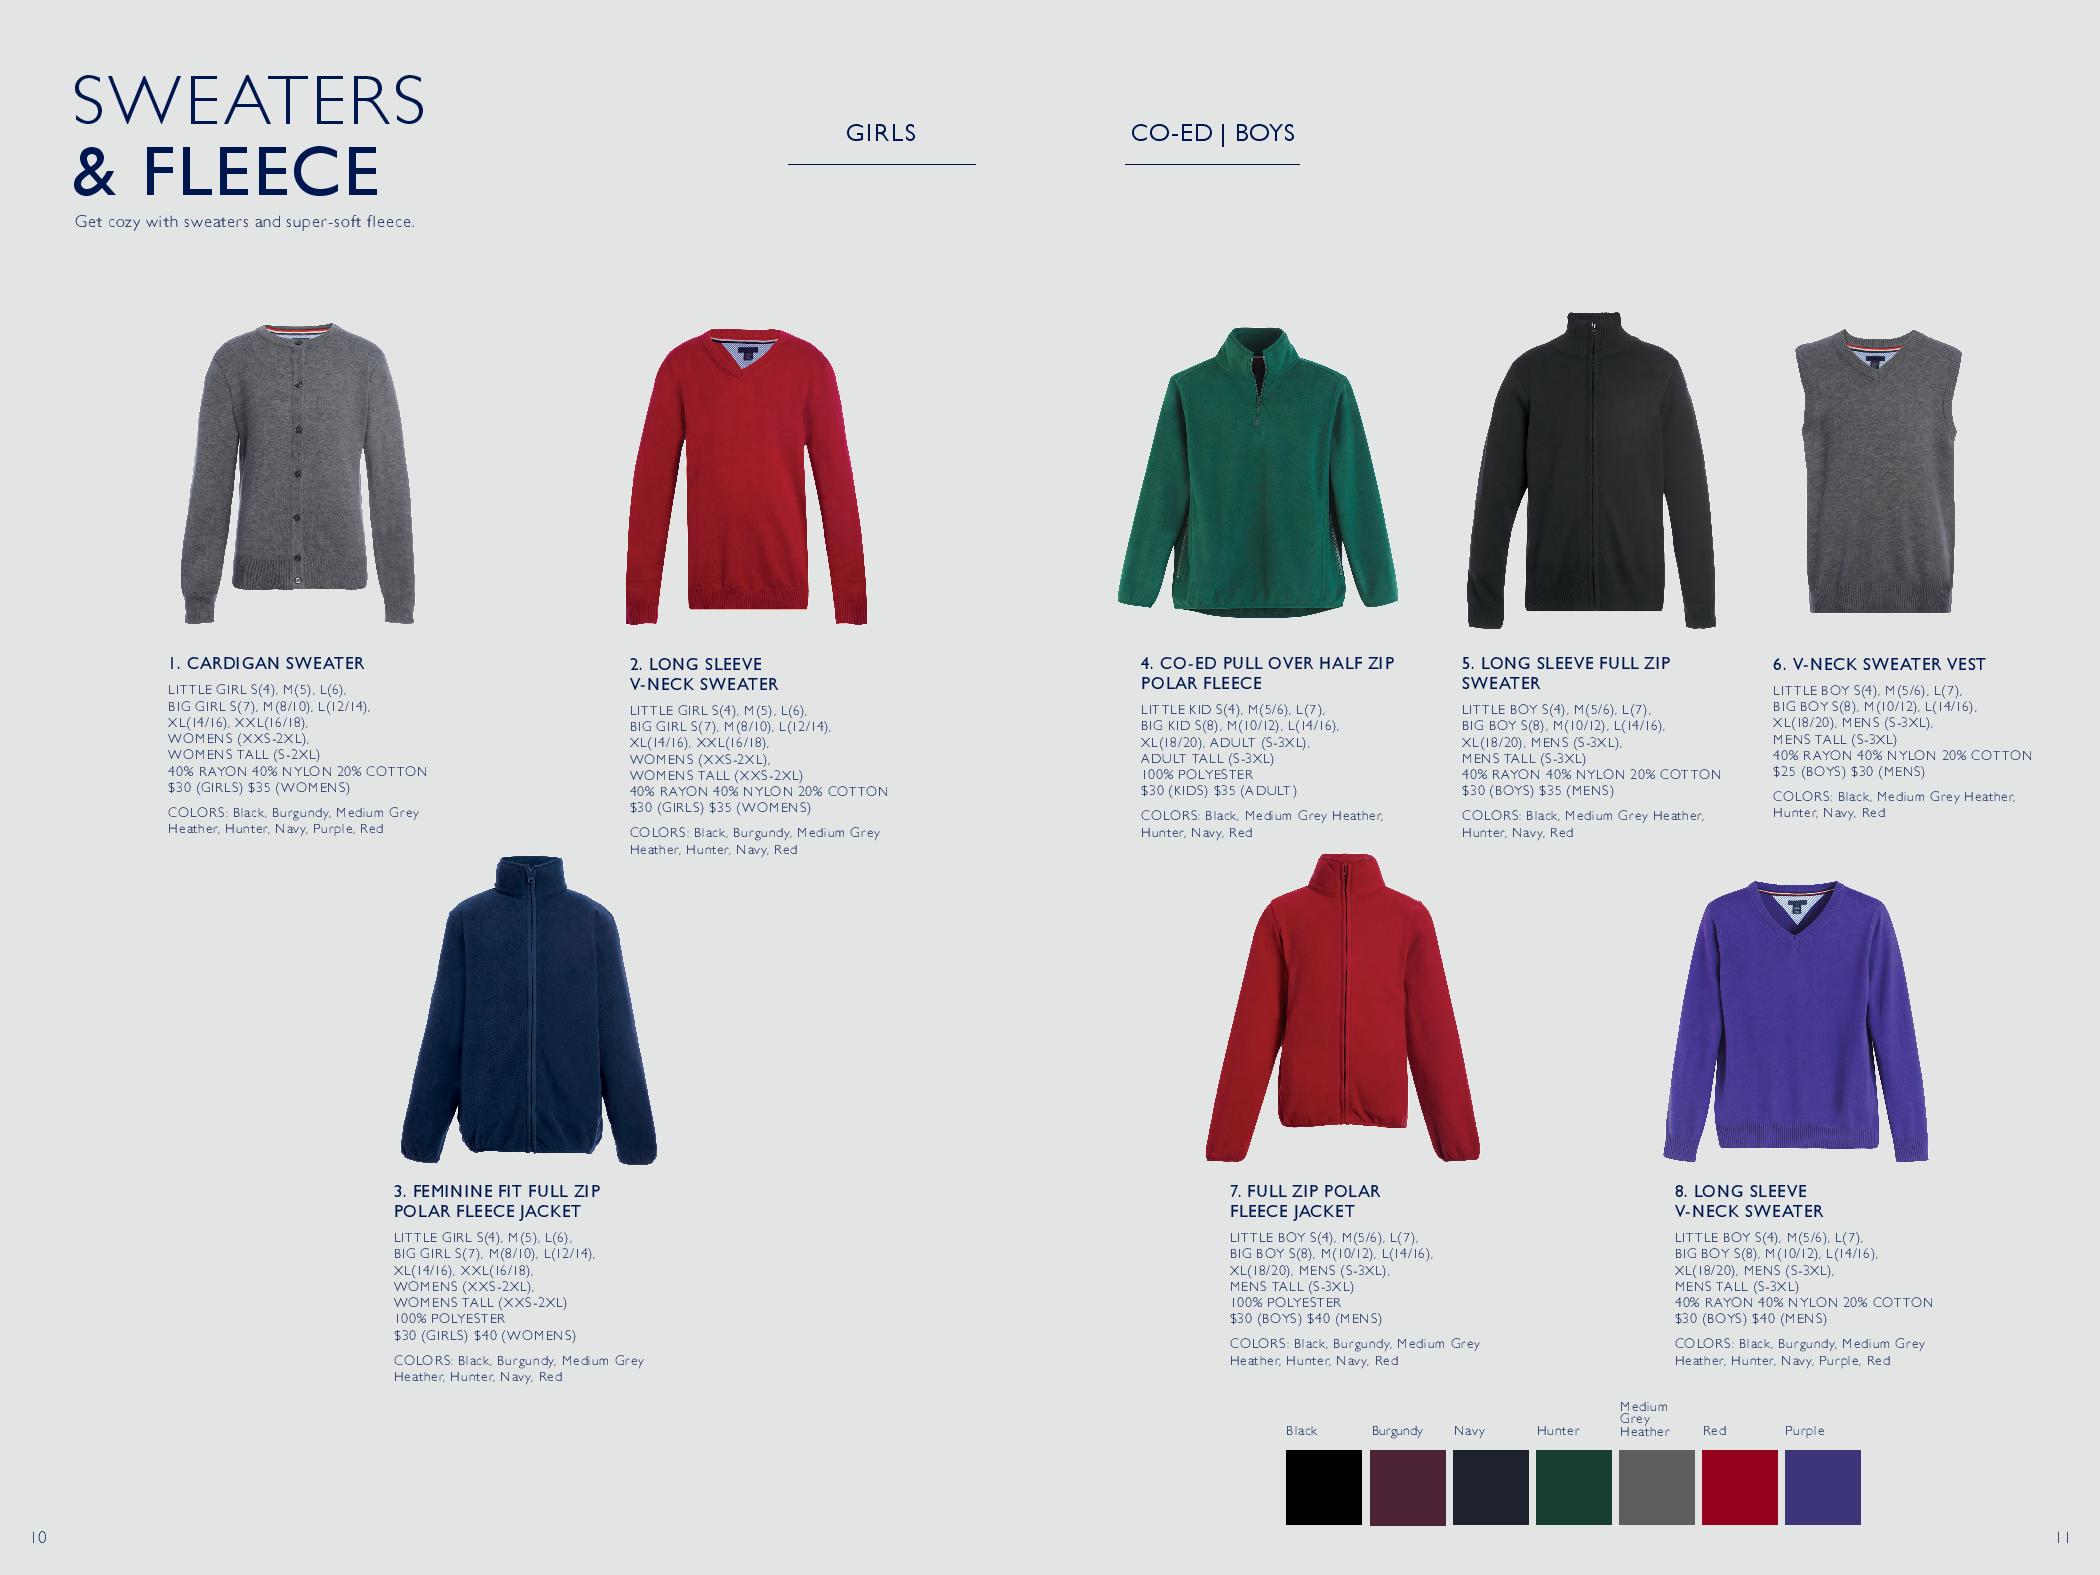 SWEATERS
& FLEECE
Get cozy with sweaters and super-soft fleece.
GIRLS
CO-ED | BOYS
1. CARDIGAN SWEATER
LITTLE GIRL S(4), M(5), L(6),
BIG GIRL S(7), M(8/10), L(12/14),
XL(14/16), XXL(16/18),
WOMENS (XXS-2XL),
WOMENS TALL (S-2XL)
40% RAYON 40% NYLON 20% COTTON
$30 (GIRLS) $35 (WOMENS)
COLORS: Black, Burgundy, Medium Grey
Heather, Hunter, Navy, Purple, Red
2. LONG SLEEVE
V-NECK SWEATER
LITTLE GIRL S(4), M(5), L(6),
BIG GIRL S(7), M(8/10), L(12/14),
XL(14/16), XXL(16/18),
WOMENS (XXS-2XL),
WOMENS TALL (XXS-2XL)
40% RAYON 40% NYLON 20% COTTON
$30 (GIRLS) $35 (WOMENS)
COLORS: Black, Burgundy, Medium Grey
Heather, Hunter, Navy, Red
3. FEMININE FIT FULL ZIP
POLAR FLEECE JACKET
LITTLE GIRL S(4), M(5), L(6),
BIG GIRL S(7), M(8/10), L(12/14),
XL(14/16), XXL(16/18),
WOMENS (XXS-2XL),
WOMENS TALL (XXS-2XL)
100% POLYESTER
$30 (GIRLS) $40 (WOMENS)
COLORS: Black, Burgundy, Medium Grey
Heather, Hunter, Navy, Red
4. CO-ED PULL OVER HALF ZIP
POLAR FLEECE
LITTLE KID S(4), M(5/6), L(7),
BIG KID S(8), M(10/12), L(14/16),
XL(18/20), ADULT (S-3XL),
ADULT TALL (S-3XL)
100% POLYESTER
$30 (KIDS) $35 (ADULT)
COLORS: Black, Medium Grey Heather,
Hunter, Navy, Red
5. LONG SLEEVE FULL ZIP
SWEATER
LITTLE BOY S(4), M(5/6), L(7),
BIG BOY S(8), M(10/12), L(14/16),
XL(18/20), MENS (S-3XL),
MENS TALL (S-3XL)
40% RAYON 40% NYLON 20% COTTON
$30 (BOYS) $35 (MENS)
COLORS: Black, Medium Grey Heather,
Hunter, Navy, Red
6. V-NECK SWEATER VEST
LITTLE BOY S(4), M(5/6), L(7),
BIG BOY S(8), M(10/12), L(14/16),
XL(18/20), MENS (S-3XL),
MENS TALL (S-3XL)
40% RAYON 40% NYLON 20% COTTON
$25 (BOYS) $30 (MENS)
COLORS: Black, Medium Grey Heather,
Hunter, Navy, Red
7. FULL ZIP POLAR
FLEECE JACKET
LITTLE BOY S(4), M(5/6), L(7),
BIG BOY S(8), M(10/12), L(14/16),
XL(18/20), MENS (S-3XL),
MENS TALL (S-3XL)
100% POLYESTER
$30 (BOYS) $40 (MENS)
COLORS: Black, Burgundy, Medium Grey
Heather, Hunter, Navy, Red
8. LONG SLEEVE
V-NECK SWEATER
LITTLE BOY S(4), M(5/6), L(7),
BIG BOY S(8), M(10/12), L(14/16),
XL(18/20), MENS (S-3XL),
MENS TALL (S-3XL)
40% RAYON 40% NYLON 20% COTTON
$30 (BOYS) $40 (MENS)
COLORS: Black, Burgundy, Medium Grey
Heather, Hunter, Navy, Purple, Red
Black
Burgundy
Navy
Hunter
Medium
Grey
Heather
Red
Purple
10
11